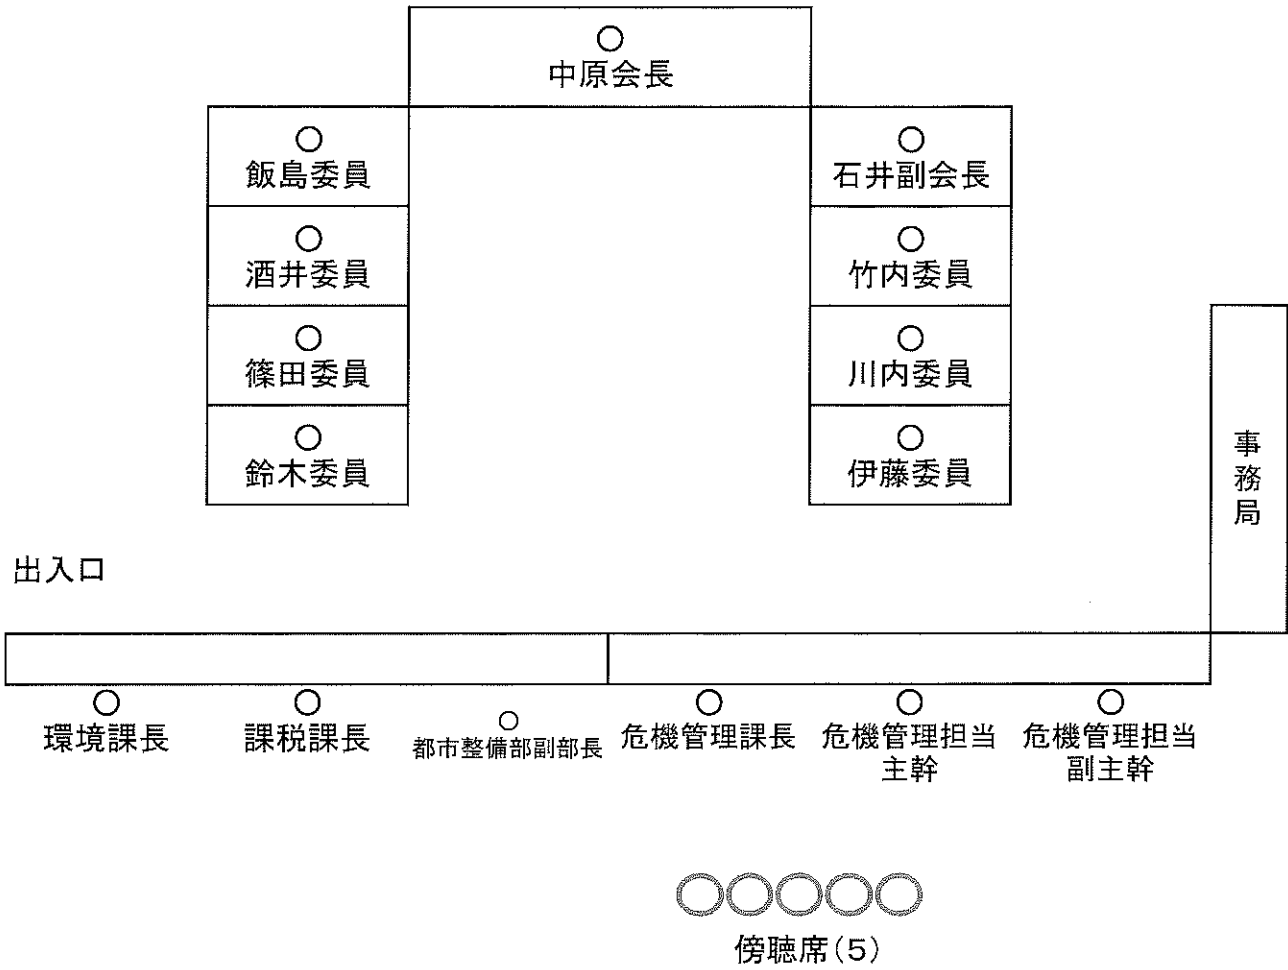 中原会長
飯島委員
石井副会長
酒井委員
竹内委員
篠田委員
川内委員
鈴木委員
伊藤委員
事務局
出入口
環境課長
課税課長
都市整備部副部長
危機管理課長
危機管理担当
主幹
危機管理担当
副主幹
傍聴席(5)